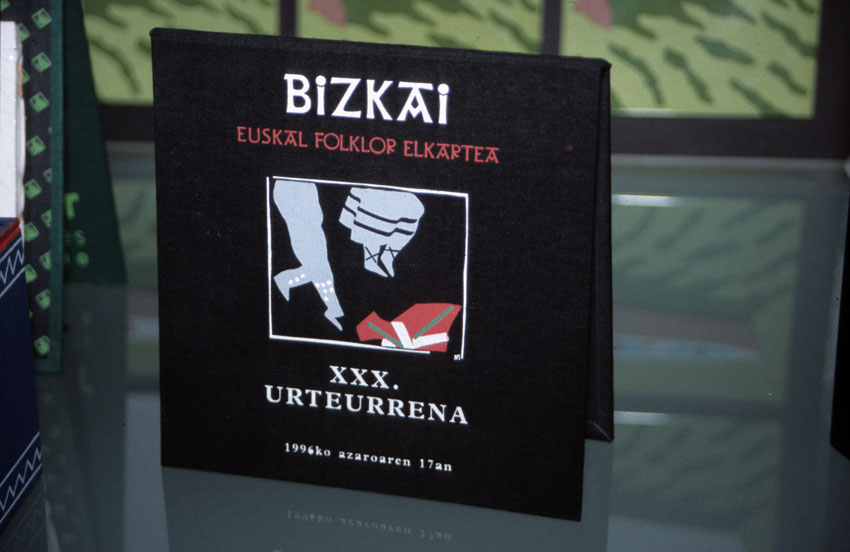 BiZKAi
EUSKAL FOLKLOR ELKARTEA
XXX.
URTEURRENA
1996ko azaroaren 17an